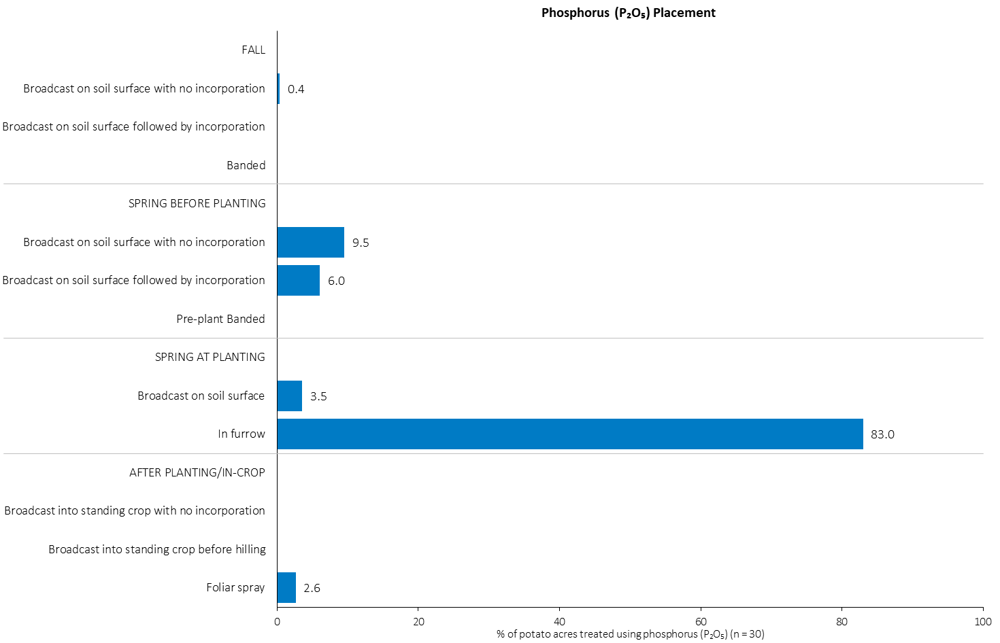 Phosphorus (P₂O₅) Placement
FALL
Broadcast on soil surface with no incorporation
0.4
Broadcast on soil surface followed by incorporation
Banded
SPRING BEFORE PLANTING
Broadcast on soil surface with no incorporation
9.5
Broadcast on soil surface followed by incorporation
6.0
Pre-plant Banded
SPRING AT PLANTING
Broadcast on soil surface
3.5
In furrow
83.0
AFTER PLANTING/IN-CROP
Broadcast into standing crop with no incorporation
Broadcast into standing crop before hilling
Foliar spray
2.6
0 20 40 60 80 100
% of potato acres treated using phosphorus (P₂O₅) (n = 30)